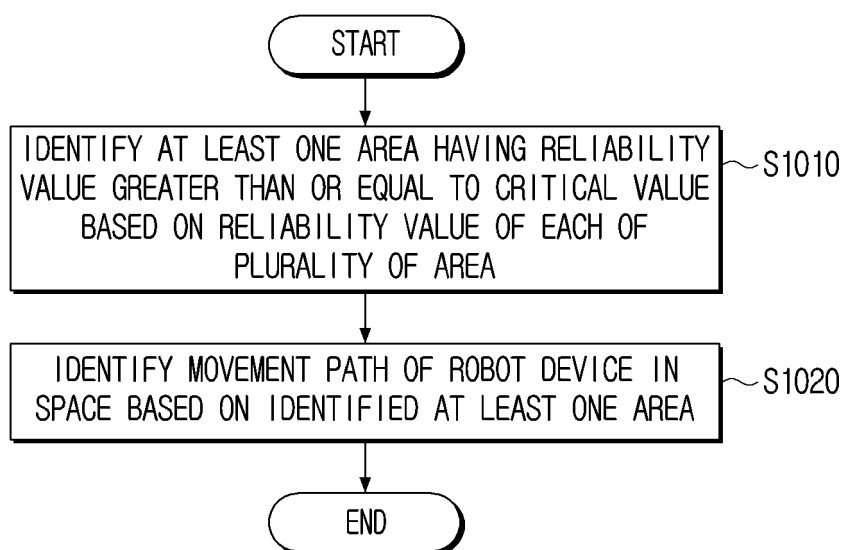 START
IDENTIFY AT LEAST ONE AREA HAVING RELIABILITY
VALUE GREATER THAN OR EQUAL TO CRITICAL VALUE
BASED ON RELIABILITY VALUE OF EACH OF
PLURALITY OF AREA
S1010
IDENTIFY MOVEMENT PATH OF ROBOT DEVICE IN
SPACE BASED ON IDENTIFIED AT LEAST ONE AREA
S1020
END